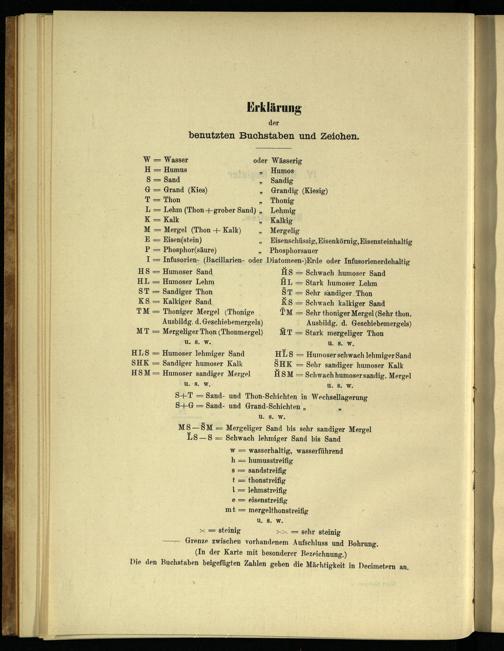 Erklärung
der
benutzten Buchstaben und Zeichen.
W = Wasser oder Wässerig
H = Humus „ Humos
S = Sand „ Sandig
G = Grand (Kies) „ Grandig (Kiesig)
T = Thon „ Thonig
L = Lehm (Thon + grober Sand) „ Lehmig
K = Kalk „ Kalkig
M = Mergel (Thon + Kalk) „ Mergelig
E = Eisen(stein) „ Eisenschüssig, Eisenkörnig, Eisensteinhaltig
P = Phosphor(säure) „ Phosphorsauer
I = Infusorien- (Bacillarien- oder Diatomeen-)Erde oder Infusorienerdehaltig
HS = Humoser Sand H̆S = Schwach humoser Sand
HL = Humoser Lehm H̄L = Stark humoser Lehm
ST = Sandiger Thon S̄T = Sehr sandiger Thon
KS = Kalkiger Sand K̆S = Schwach kalkiger Sand
TM = Thoniger Mergel (Thonige T̄M = Sehr thoniger Mergel (Sehr thon.
Ausbildg. d. Geschiebemergels) Ausbildg. d. Geschiebemergels)
MT = Mergeliger Thon (Thonmergel) M̄T = Stark mergeliger Thon
u. s. w. u. s. w.
HLS = Humoser lehmiger Sand HL̆S = Humoser schwach lehmiger Sand
SHK = Sandiger humoser Kalk S̄HK = Sehr sandiger humoser Kalk
HSM = Humoser sandiger Mergel H̆SM = Schwach humoser sandig. Mergel
u. s. w. u. s. w.
S+T = Sand- und Thon-Schichten in Wechsellagerung
S+G = Sand- und Grand-Schichten „ „
u. s. w.
MS — S̄M = Mergeliger Sand bis sehr sandiger Mergel
L̆S — S = Schwach lehmiger Sand bis Sand
w = wasserhaltig, wasserführend
h = humusstreifig
s = sandstreifig
t = thonstreifig
l = lehmstreifig
e = eisenstreifig
mt = mergelthonstreifig
u. s. w.
× = steinig ×× = sehr steinig
—— Grenze zwischen vorhandenem Aufschluss und Bohrung.
(In der Karte mit besonderer Bezeichnung.)
Die den Buchstaben beigefügten Zahlen geben die Mächtigkeit in Decimetern an.